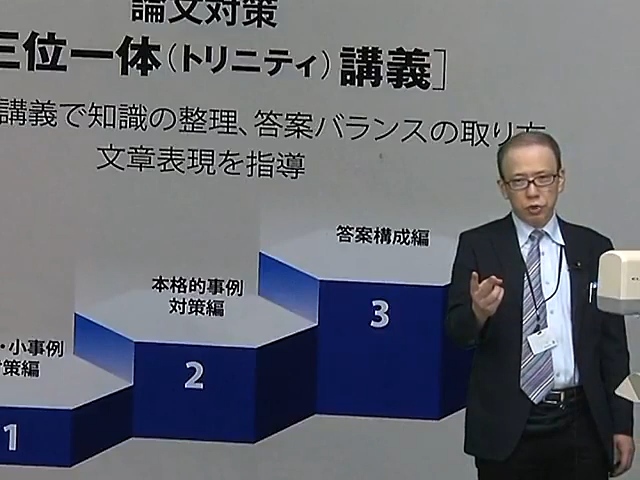 論文対策
三位一体(トリニティ)講義]
講義で知識の整理、答案バランスの取り方
文章表現を指導
答案構成編
3
本格的事例
対策編
2
・小事例
対策編
1